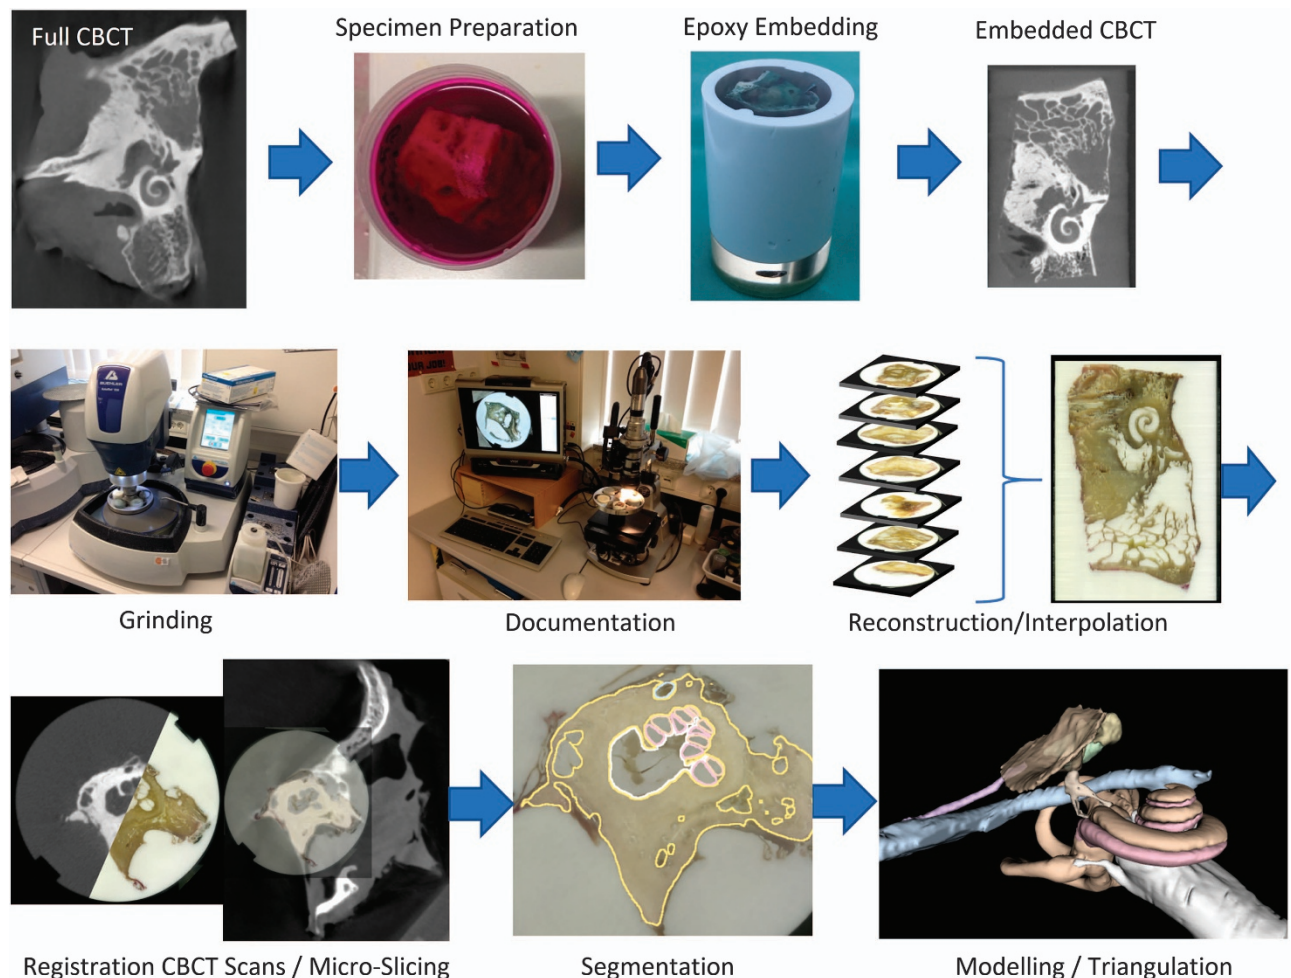 Full CBCT
Specimen Preparation
Epoxy Embedding
Embedded CBCT
Grinding
Documentation
Reconstruction/Interpolation
Registration CBCT Scans / Micro-Slicing
Segmentation
Modelling / Triangulation